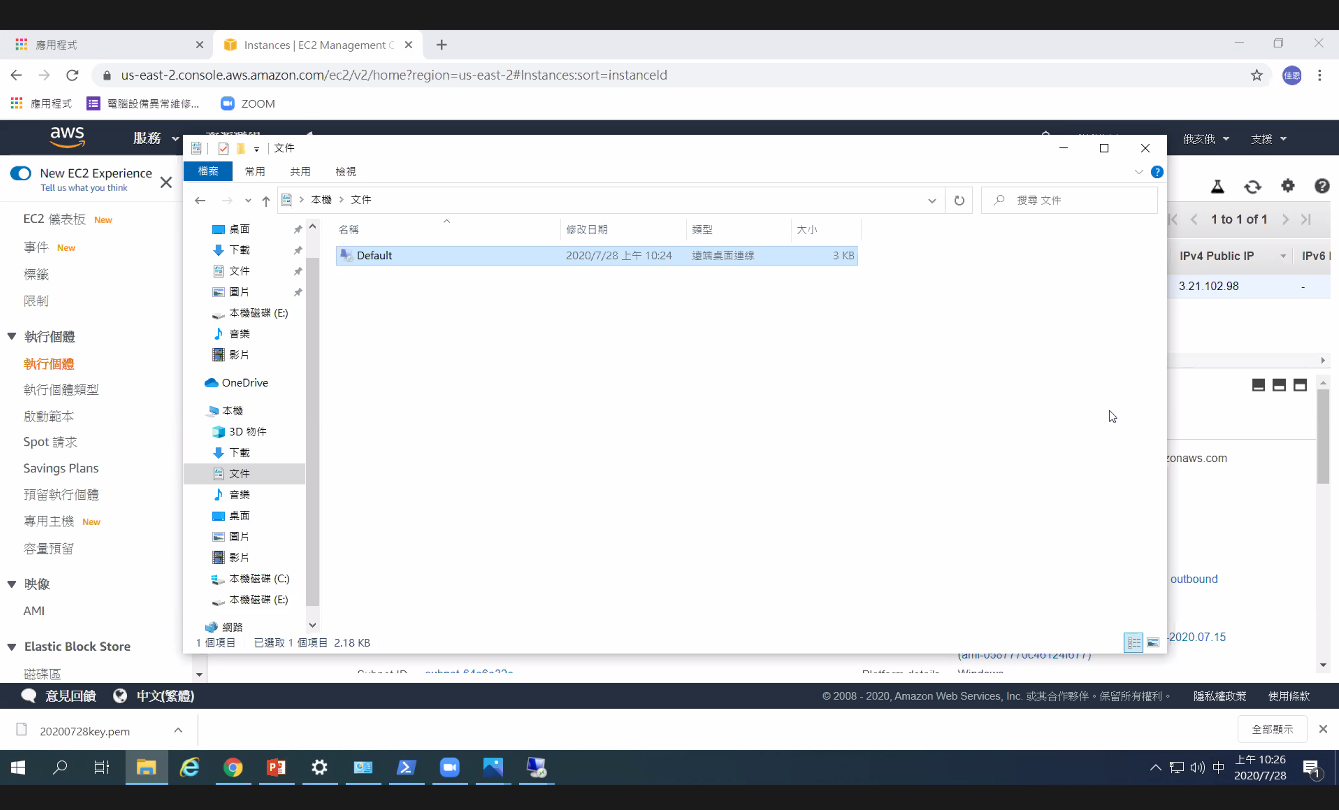 應用程式
Instances | EC2 Management C
us-east-2.console.aws.amazon.com/ec2/v2/home?region=us-east-2#Instances:sort=instanceId
佳恩
應用程式
電腦設備異常維修...
ZOOM
aws
服務
俄亥俄
支援
New EC2 Experience
Tell us what you think
EC2 儀表板 New
事件 New
標籤
限制
執行個體
執行個體
執行個體類型
啟動範本
Spot 請求
Savings Plans
預留執行個體
專用主機 New
容量預留
映像
AMI
Elastic Block Store
磁碟區
文件
檔案
常用
共用
檢視
本機
文件
搜尋 文件
名稱
修改日期
類型
大小
Default
2020/7/28 上午 10:24
遠端桌面連線
3 KB
桌面
下載
文件
圖片
本機磁碟 (E:)
音樂
影片
OneDrive
本機
3D 物件
下載
文件
音樂
桌面
圖片
影片
本機磁碟 (C:)
本機磁碟 (E:)
網路
1 個項目
已選取 1 個項目 2.18 KB
1 to 1 of 1
IPv4 Public IP
IPv6
3.21.102.98
-
zonaws.com
outbound
-2020.07.15
Subnet ID
Platform details
Windows
意見回饋
中文(繁體)
© 2008 - 2020, Amazon Web Services, Inc. 或其合作夥伴。保留所有權利。
隱私權政策
使用條款
20200728key.pem
全部顯示
中
上午 10:26
2020/7/28
1